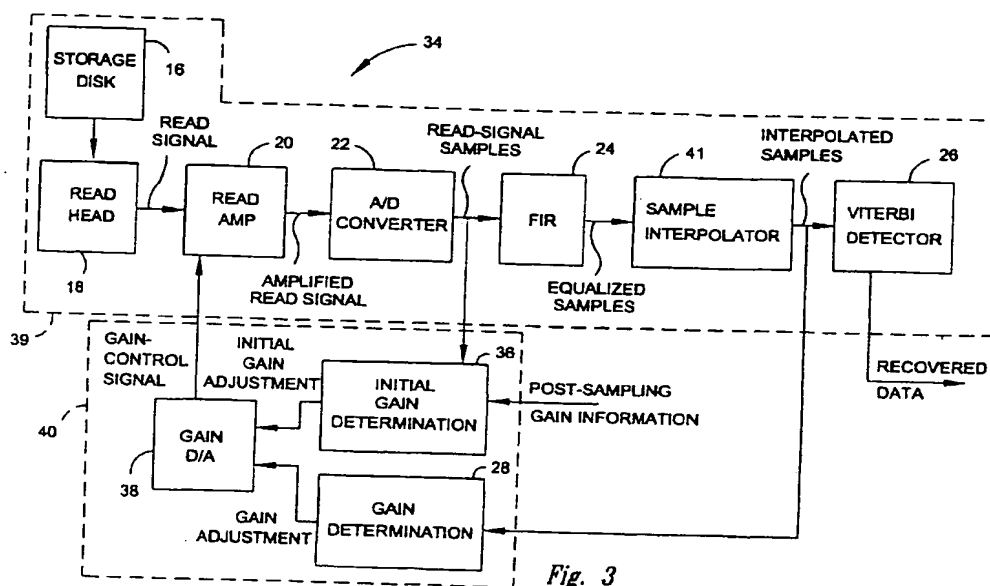 34
STORAGE
DISK
16
READ
SIGNAL
20
22
READ-SIGNAL
SAMPLES
24
41
INTERPOLATED
SAMPLES
26
READ
HEAD
18
READ
AMP
A/D
CONVERTER
FIR
SAMPLE
INTERPOLATOR
VITERBI
DETECTOR
AMPLIFIED
READ SIGNAL
EQUALIZED
SAMPLES
39
GAIN-
CONTROL
SIGNAL
INITIAL
GAIN
ADJUSTMENT
36
INITIAL
GAIN
DETERMINATION
POST-SAMPLING
GAIN INFORMATION
RECOVERED
DATA
40
GAIN
D/A
38
28
GAIN
DETERMINATION
GAIN
ADJUSTMENT
Fig. 3